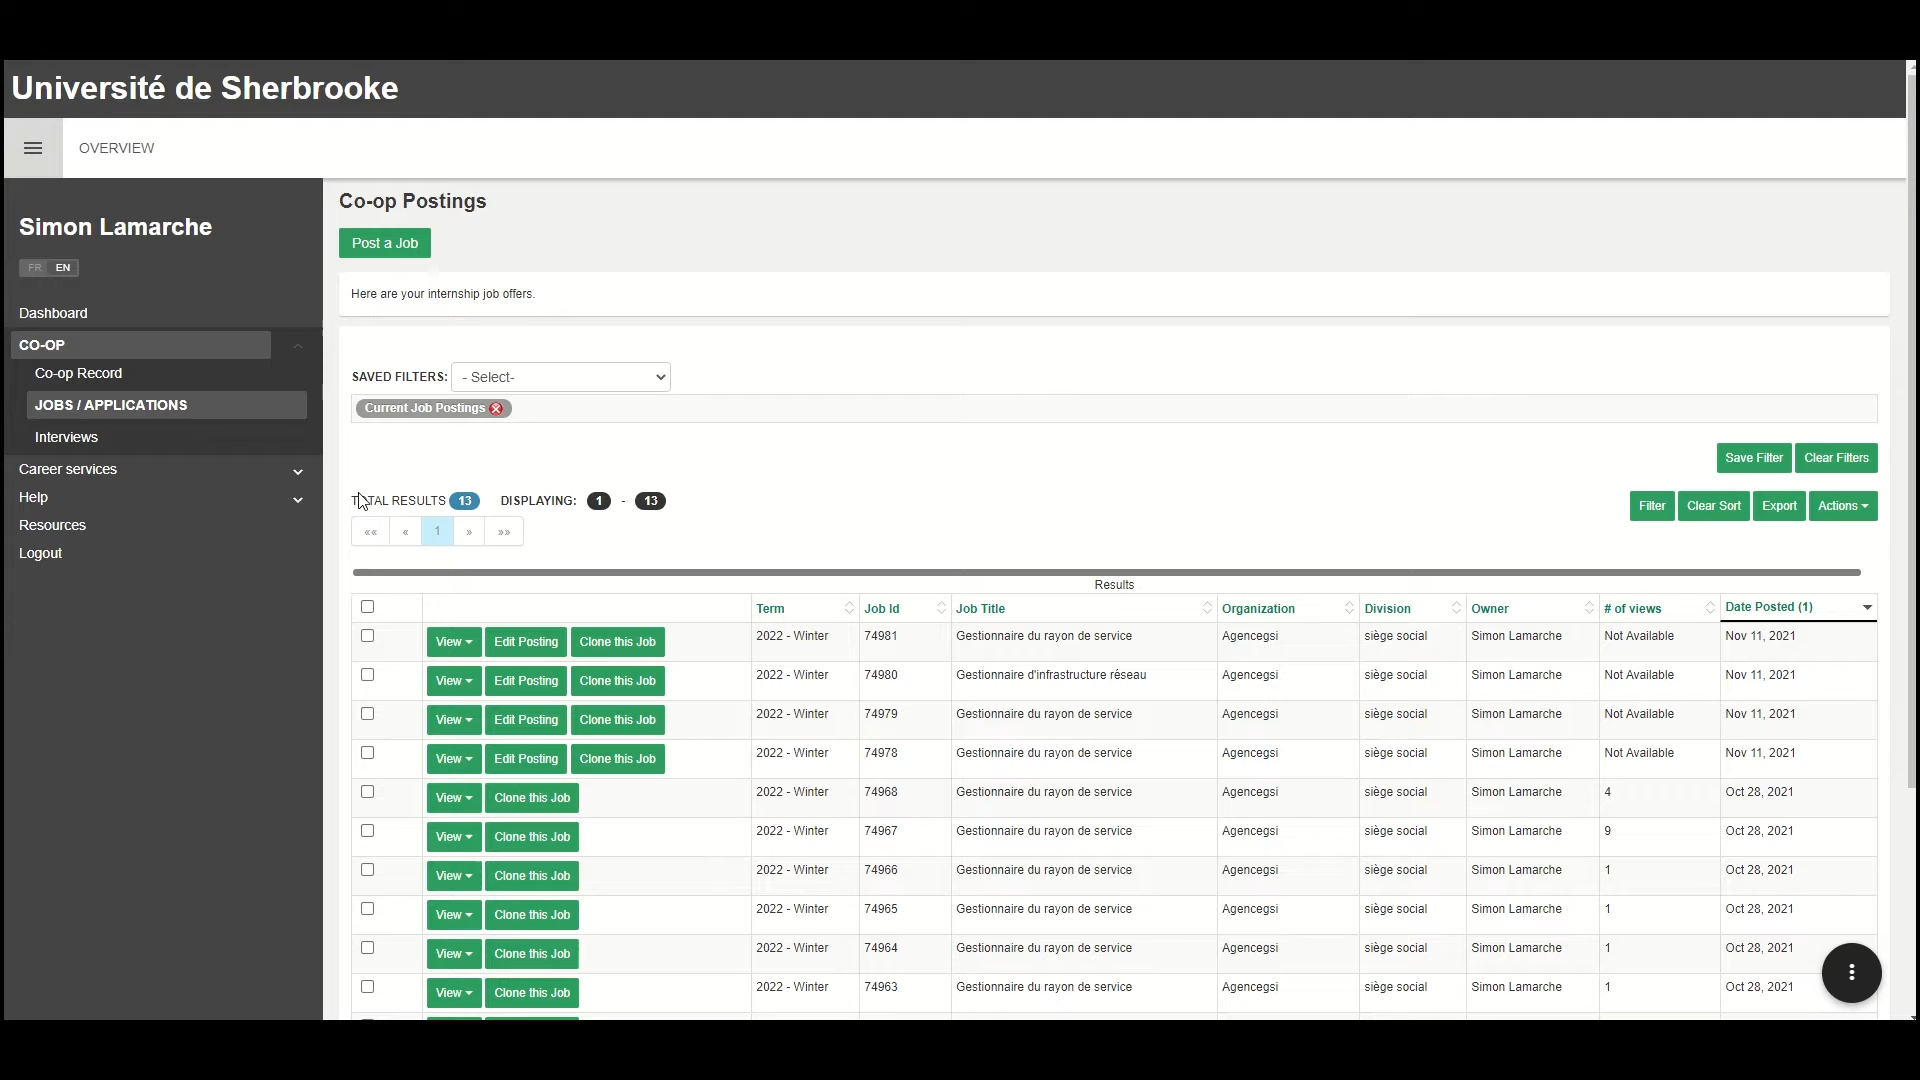 Université de Sherbrooke
OVERVIEW
Simon Lamarche
FR EN
Dashboard
CO-OP
Co-op Record
JOBS / APPLICATIONS
Interviews
Career services
Help
Resources
Logout
Co-op Postings
Post a Job
Here are your internship job offers.
SAVED FILTERS: - Select-
Current Job Postings
Save Filter Clear Filters
TOTAL RESULTS 13 DISPLAYING: 1 - 13
Filter Clear Sort Export Actions
«« « 1 » »»
Results
Term Job Id Job Title Organization Division Owner # of views Date Posted (1)
View Edit Posting Clone this Job 2022 - Winter 74981 Gestionnaire du rayon de service Agencegsi siège social Simon Lamarche Not Available Nov 11, 2021
View Edit Posting Clone this Job 2022 - Winter 74980 Gestionnaire d'infrastructure réseau Agencegsi siège social Simon Lamarche Not Available Nov 11, 2021
View Edit Posting Clone this Job 2022 - Winter 74979 Gestionnaire du rayon de service Agencegsi siège social Simon Lamarche Not Available Nov 11, 2021
View Edit Posting Clone this Job 2022 - Winter 74978 Gestionnaire du rayon de service Agencegsi siège social Simon Lamarche Not Available Nov 11, 2021
View Clone this Job 2022 - Winter 74968 Gestionnaire du rayon de service Agencegsi siège social Simon Lamarche 4 Oct 28, 2021
View Clone this Job 2022 - Winter 74967 Gestionnaire du rayon de service Agencegsi siège social Simon Lamarche 9 Oct 28, 2021
View Clone this Job 2022 - Winter 74966 Gestionnaire du rayon de service Agencegsi siège social Simon Lamarche 1 Oct 28, 2021
View Clone this Job 2022 - Winter 74965 Gestionnaire du rayon de service Agencegsi siège social Simon Lamarche 1 Oct 28, 2021
View Clone this Job 2022 - Winter 74964 Gestionnaire du rayon de service Agencegsi siège social Simon Lamarche 1 Oct 28, 2021
View Clone this Job 2022 - Winter 74963 Gestionnaire du rayon de service Agencegsi siège social Simon Lamarche 1 Oct 28, 2021